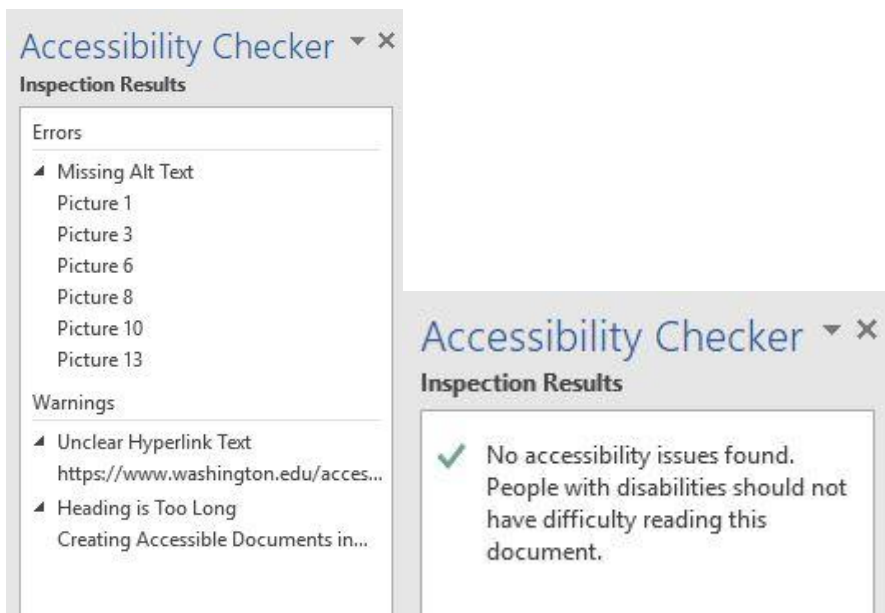 Accessibility Checker
Inspection Results
Errors
Missing Alt Text
Picture 1
Picture 3
Picture 6
Picture 8
Picture 10
Picture 13
Warnings
Unclear Hyperlink Text
https://www.washington.edu/acces...
Heading is Too Long
Creating Accessible Documents in...
Accessibility Checker
Inspection Results
No accessibility issues found.
People with disabilities should not
have difficulty reading this
document.